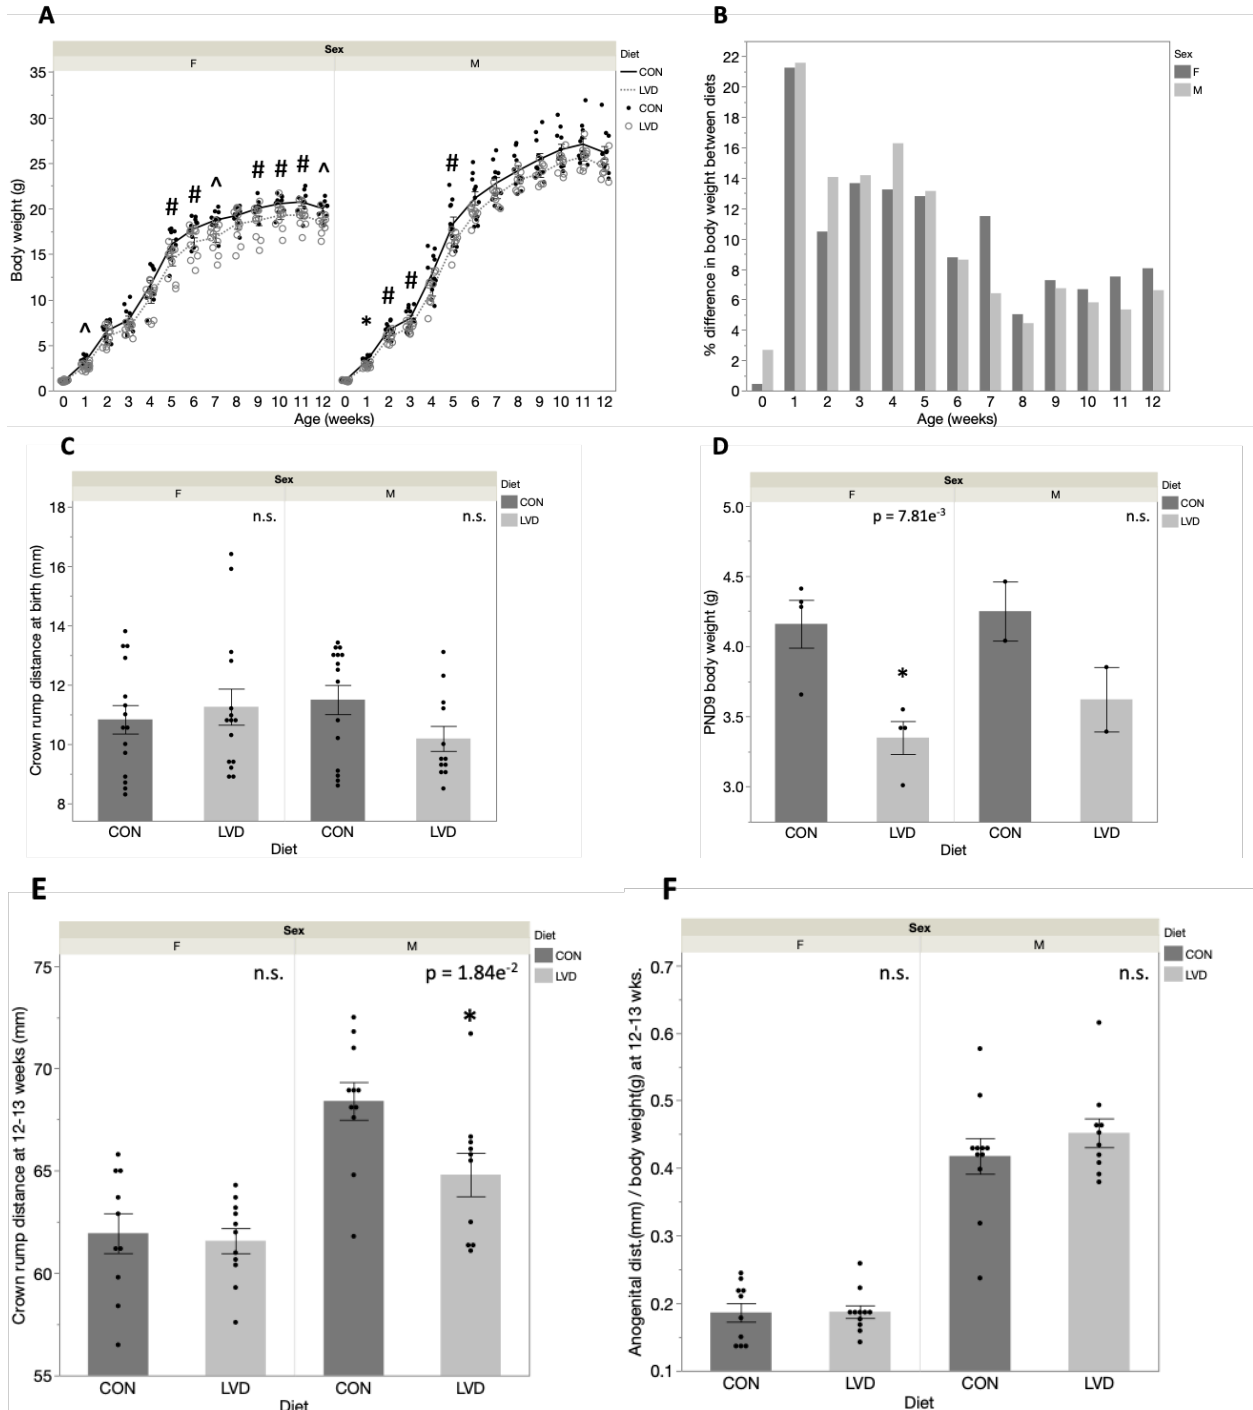 A
Sex
F
M
Body weight (g)
35
30
25
20
15
10
5
0
^
#
#
^
#
#
#
^
*
#
#
#
0 1 2 3 4 5 6 7 8 9 10 11 12
0 1 2 3 4 5 6 7 8 9 10 11 12
Age (weeks)
Diet
CON
LVD
CON
LVD
B
% difference in body weight between diets
22
20
18
16
14
12
10
8
6
4
2
0
0 1 2 3 4 5 6 7 8 9 10 11 12
Age (weeks)
Sex
F
M
C
Sex
F
M
n.s.
n.s.
Crown rump distance at birth (mm)
18
16
14
12
10
8
CON LVD CON LVD
Diet
Diet
CON
LVD
D
Sex
F
M
p = 7.81e-3
n.s.
*
PND9 body weight (g)
5.0
4.5
4.0
3.5
3.0
CON LVD CON LVD
Diet
Diet
CON
LVD
E
Sex
F
M
n.s.
p = 1.84e-2
*
Crown rump distance at 12-13 weeks (mm)
75
70
65
60
55
CON LVD CON LVD
Diet
Diet
CON
LVD
F
Sex
F
M
n.s.
n.s.
Anogenital dist.(mm) / body weight(g) at 12-13 wks.
0.7
0.6
0.5
0.4
0.3
0.2
0.1
CON LVD CON LVD
Diet
Diet
CON
LVD